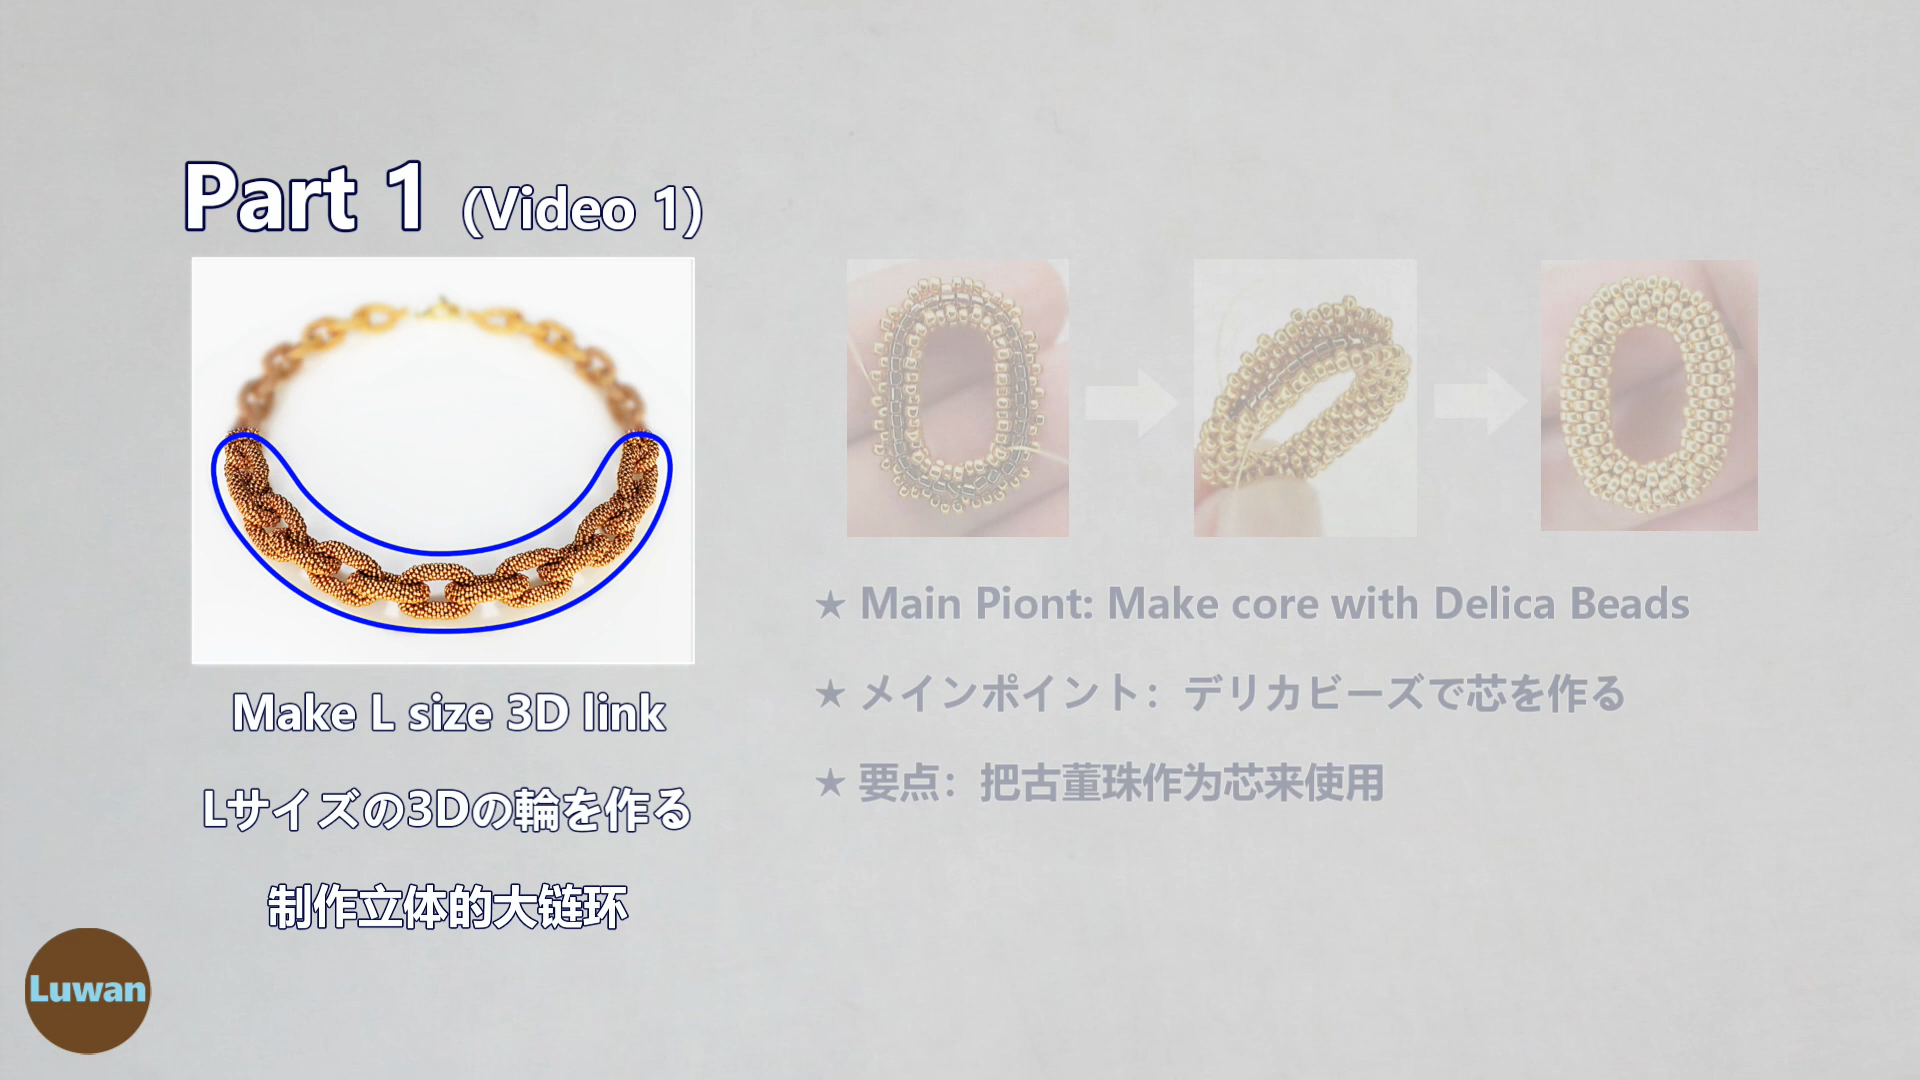 Part 1 (Video 1)
Make L size 3D link
Lサイズの3Dの輪を作る
制作立体的大链环
★ Main Piont: Make core with Delica Beads
★ メインポイント：デリカビーズで芯を作る
★ 要点：把古董珠作为芯来使用
Luwan